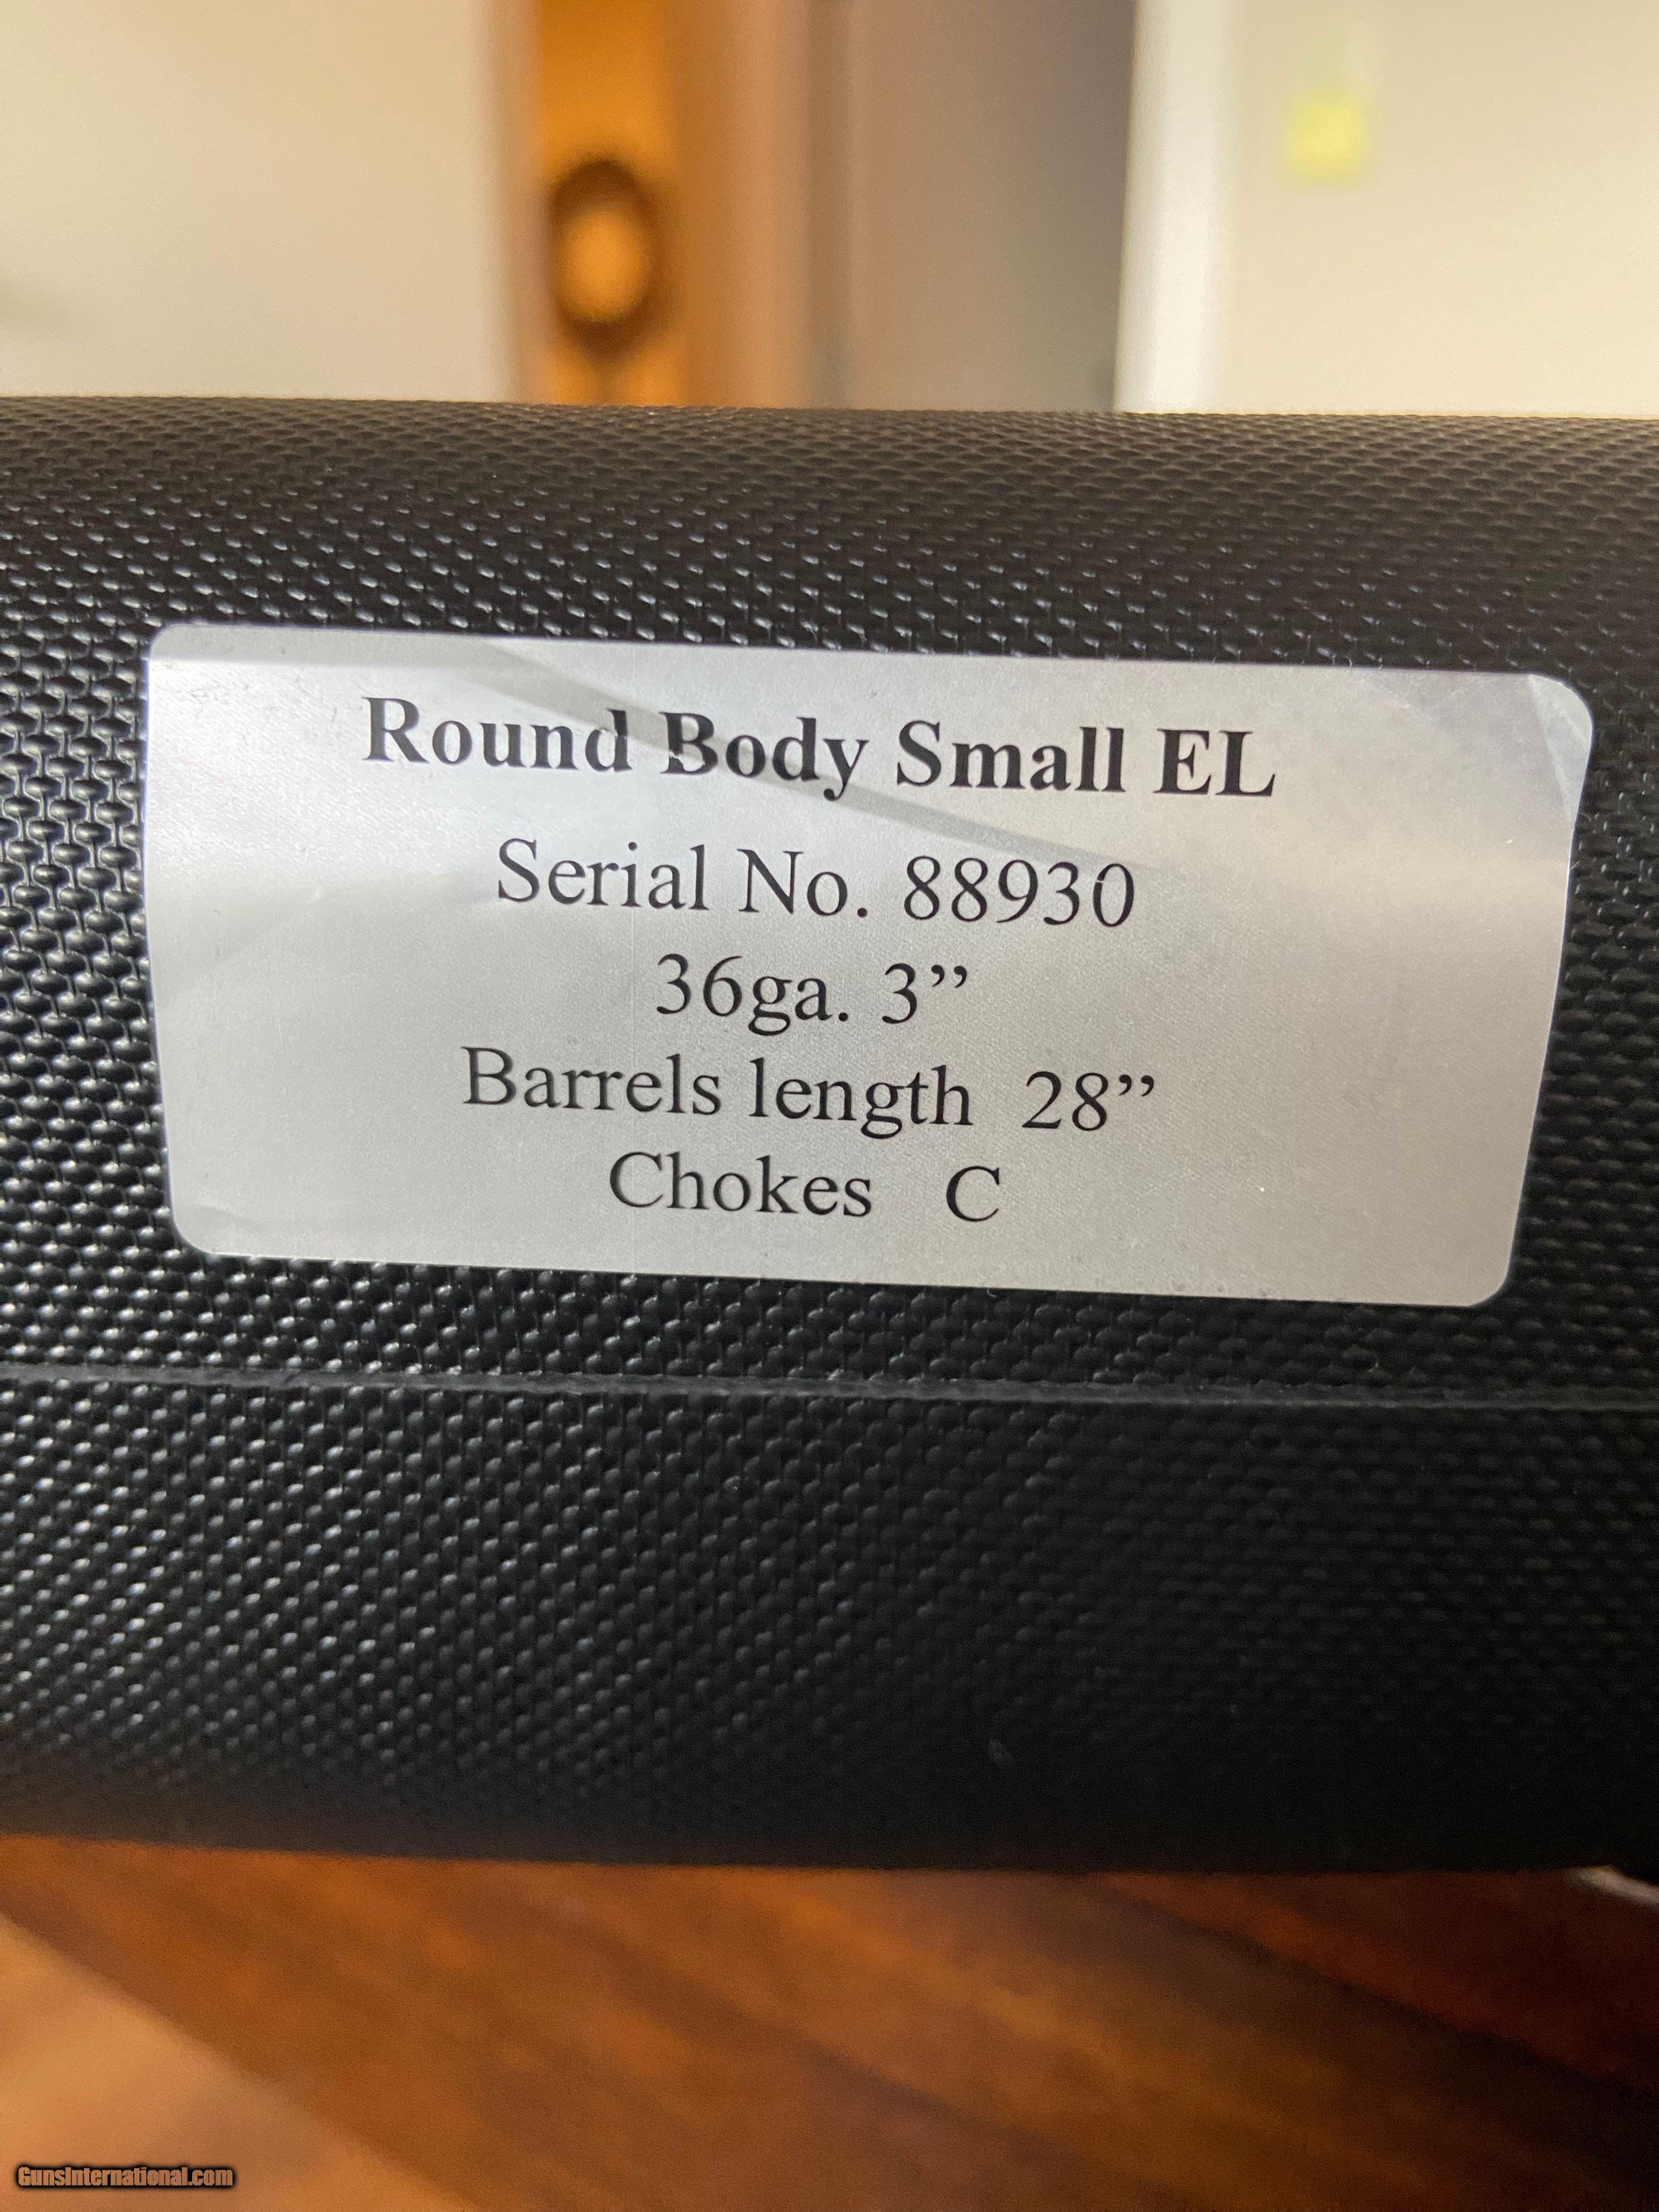 Round Body Small EL
Serial No. 88930
36ga. 3”
Barrels length 28”
Chokes C
GunsInternational.com